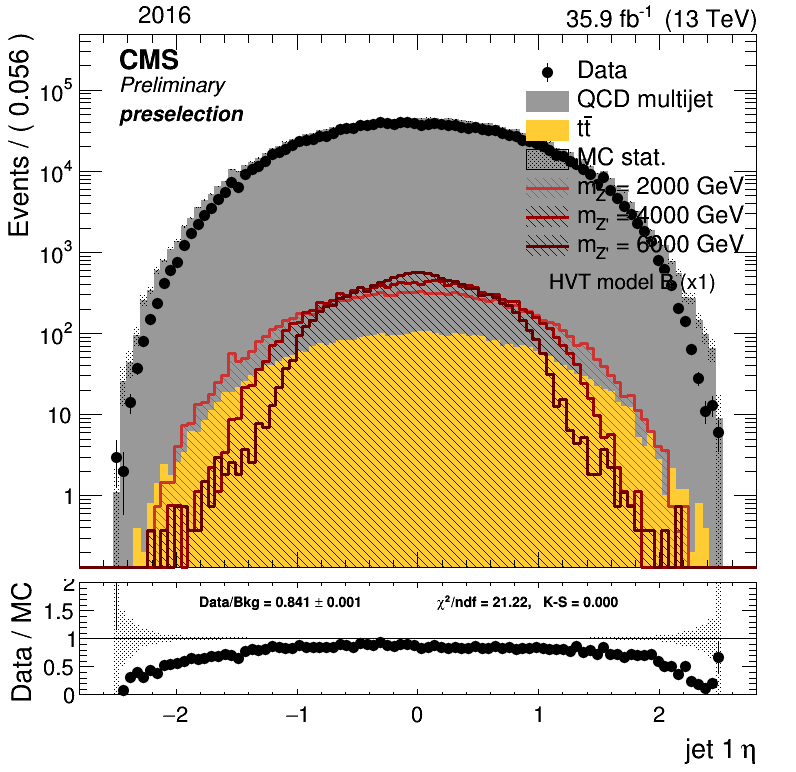 2016
35.9 fb⁻¹ (13 TeV)
CMS
Preliminary
preselection
Data
QCD multijet
tt̄
MC stat.
m_Z' = 2000 GeV
m_Z' = 4000 GeV
m_Z' = 6000 GeV
HVT model B (x1)
Events / ( 0.056 )
10⁵
10⁴
10³
10²
10
1
Data/Bkg = 0.841 ± 0.001 χ²/ndf = 21.22, K-S = 0.000
Data / MC
2
1.5
1
0.5
0
−2 −1 0 1 2
jet 1 η